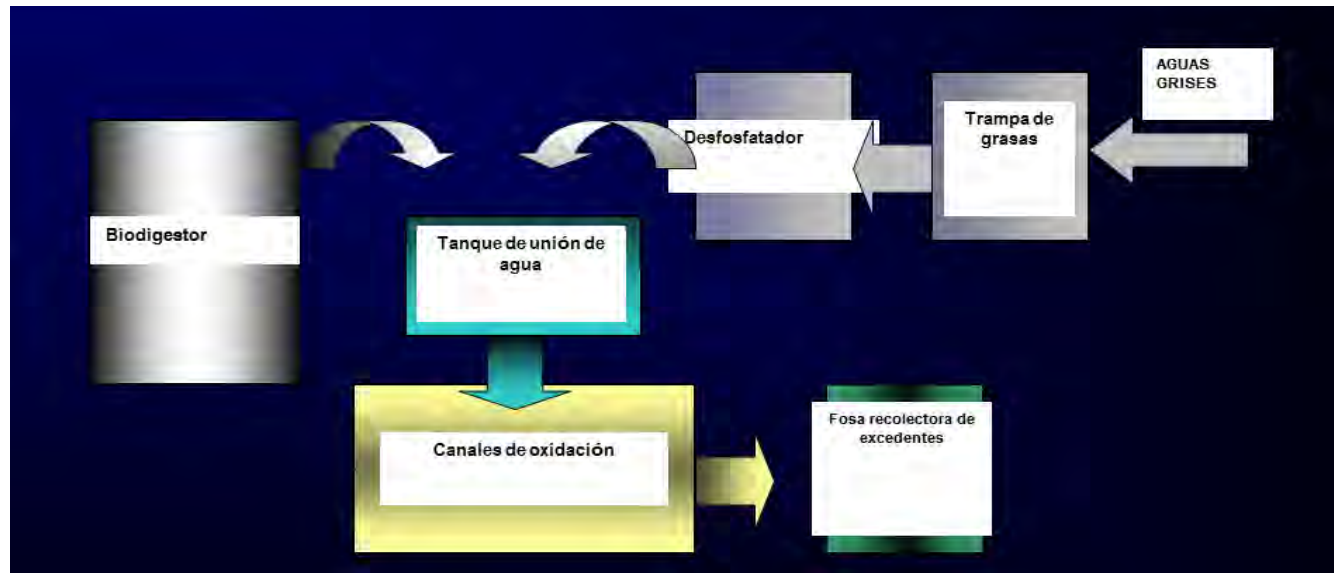 AGUAS
GRISES
Trampa de
grasas
Desfosfatador
Biodigestor
Tanque de unión de
agua
Canales de oxidación
Fosa recolectora de
excedentes